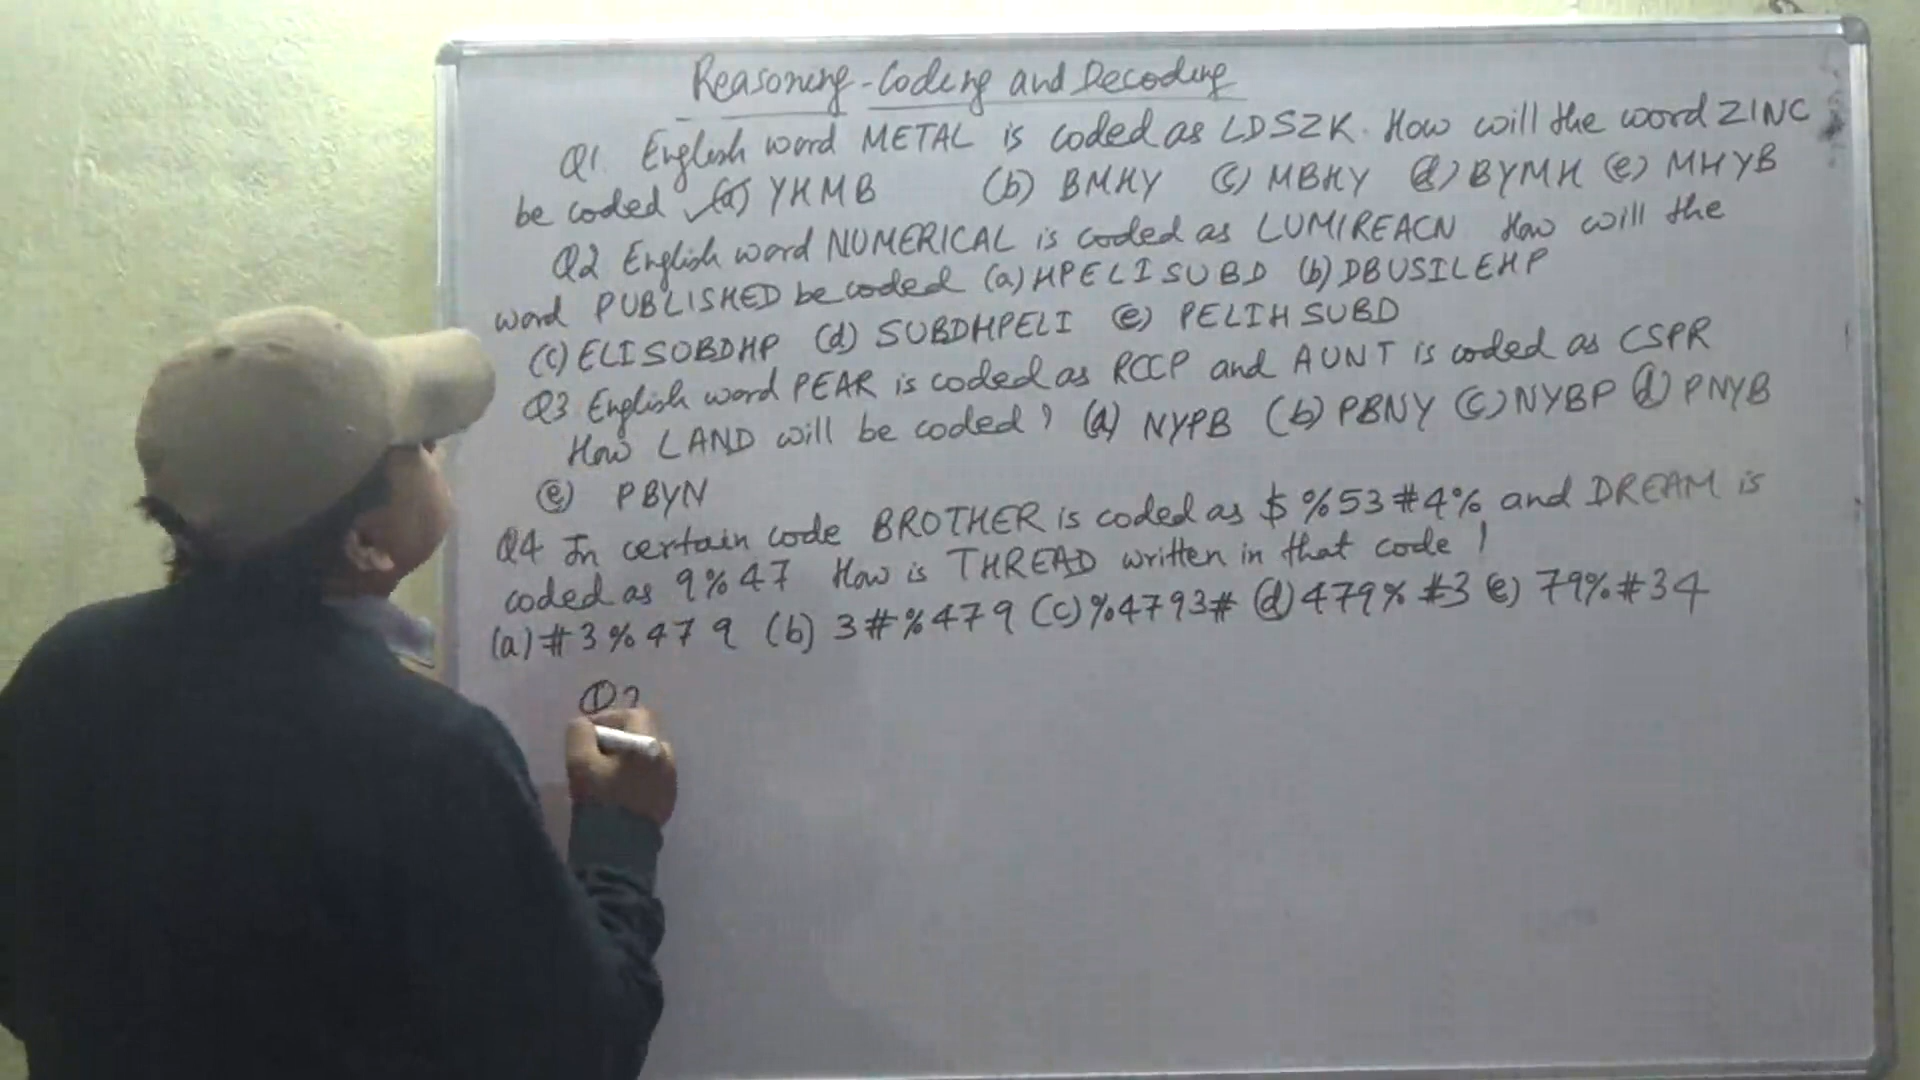 Reasoning - Coding and Decoding
Q1. English word METAL is coded as LDSZK. How will the word ZINC
be coded (a) YHMB (b) BMHY (c) MBHY (d) BYMH (e) MHYB
Q2 English word NUMERICAL is coded as LUMIREACN How will the
word PUBLISHED be coded (a) HPELISUBD (b) DBUSILEHP
(c) ELISOBDHP (d) SUBDHPELI (e) PELIHSUBD
Q3 English word PEAR is coded as RCCP and AUNT is coded as CSPR
How LAND will be coded? (a) NYPB (b) PBNY (c) NYBP (d) PNYB
(e) PBYN
Q4 In certain code BROTHER is coded as $%53#4% and DREAM is
coded as 9%47 How is THREAD written in that code?
(a) #3%479 (b) 3#%479 (c) %4793# (d) 479%#3 (e) 79%#34
Q2